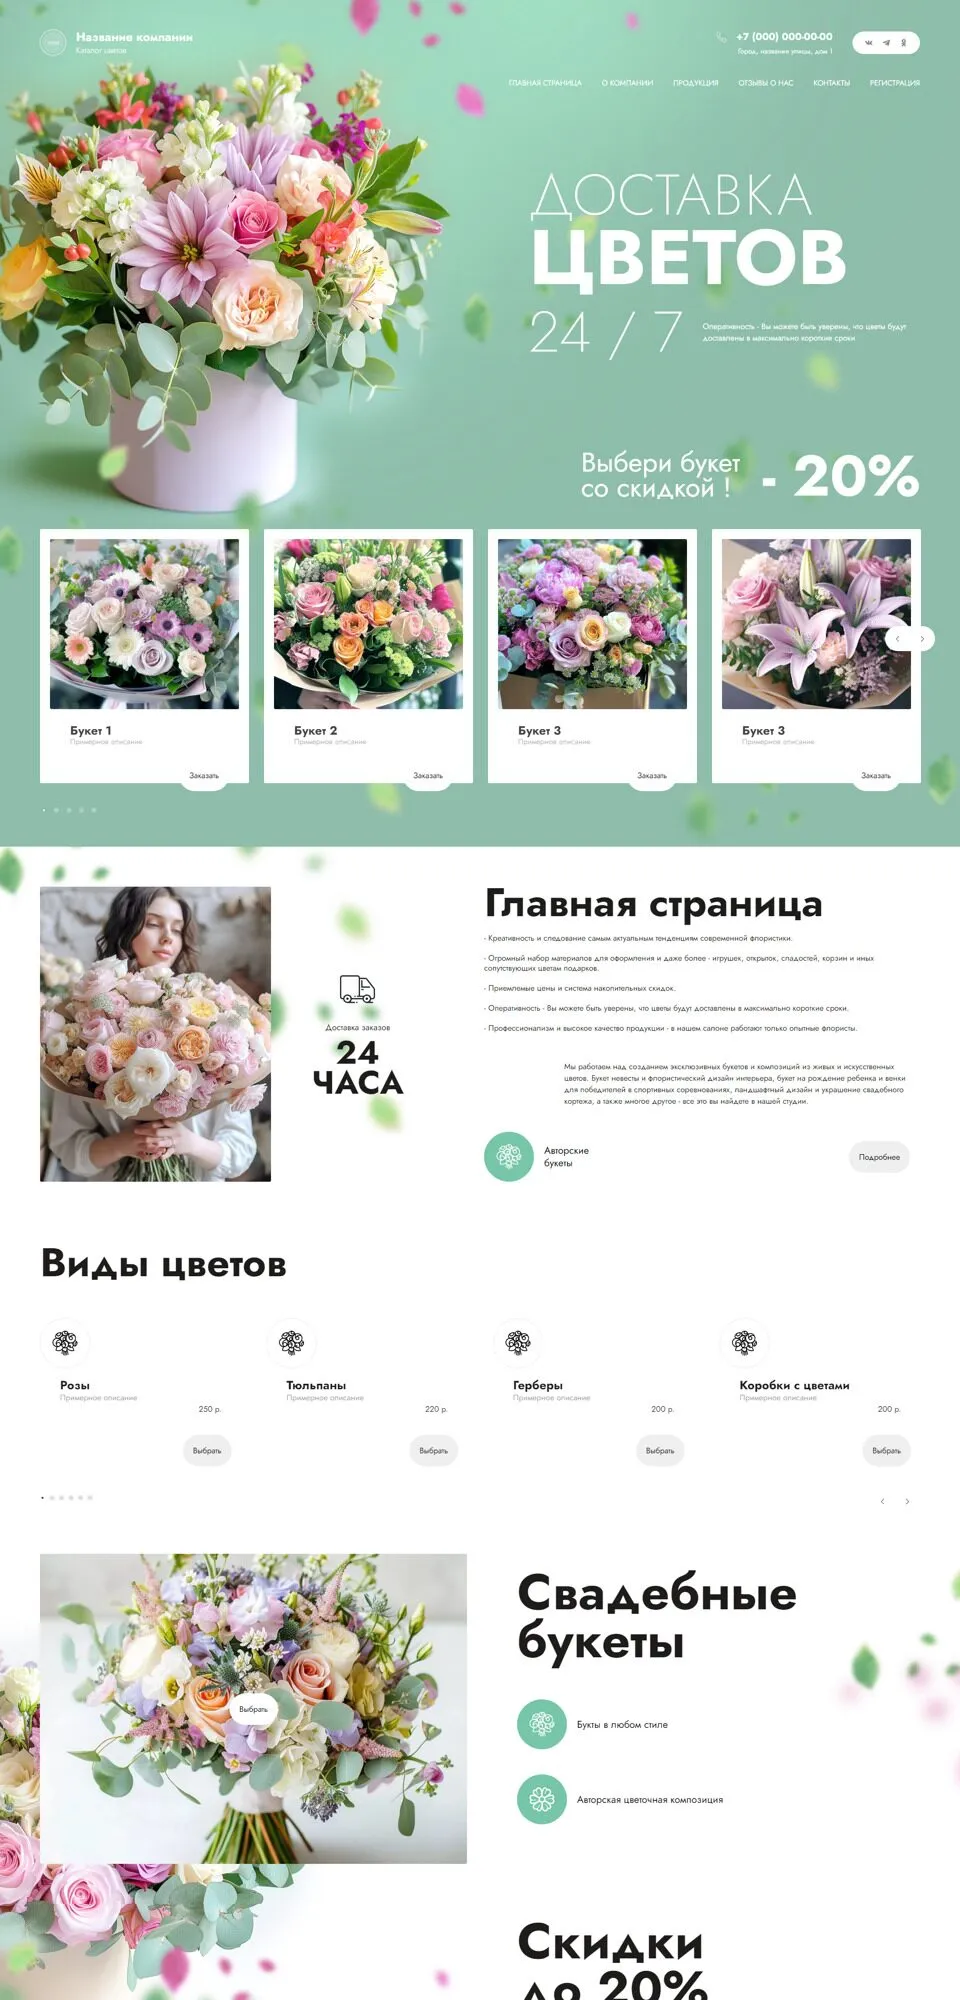 Название компании
Каталог цветов
+7 (000) 000-00-00
Город, название улицы, дом 1
ГЛАВНАЯ СТРАНИЦА
О КОМПАНИИ
ПРОДУКЦИЯ
ОТЗЫВЫ О НАС
КОНТАКТЫ
РЕГИСТРАЦИЯ
ДОСТАВКА
ЦВЕТОВ
24 / 7
Оперативность - Вы можете быть уверены, что цветы будут
доставлены в максимально короткие сроки
Выбери букет
со скидкой !
- 20%
Букет 1
Примерное описание
Заказать
Букет 2
Примерное описание
Заказать
Букет 3
Примерное описание
Заказать
Букет 3
Примерное описание
Заказать
Доставка заказов
24
ЧАСА
Главная страница
- Креативность и следование самым актуальным тенденциям современной флористики.
- Огромный набор материалов для оформления и даже более - игрушек, открыток, сладостей, корзин и иных
сопутствующих цветам подарков.
- Приемлемые цены и система накопительных скидок.
- Оперативность - Вы можете быть уверены, что цветы будут доставлены в максимально короткие сроки.
- Профессионализм и высокое качество продукции - в нашем салоне работают только опытные флористы.
Мы работаем над созданием эксклюзивных букетов и композиций из живых и искусственных
цветов. Букет невесты и флористический дизайн интерьера, букет на рождение ребенка и венки
для победителей в спортивных соревнованиях, ландшафтный дизайн и украшение свадебного
кортежа, а также многое другое - все это вы найдете в нашей студии.
Авторские
букеты
Подробнее
Виды цветов
Розы
Примерное описание
250 р.
Выбрать
Тюльпаны
Примерное описание
220 р.
Выбрать
Герберы
Примерное описание
200 р.
Выбрать
Коробки с цветами
Примерное описание
200 р.
Выбрать
Выбрать
Свадебные
букеты
Букты в любом стиле
Авторская цветочная композиция
Скидки
до 20%